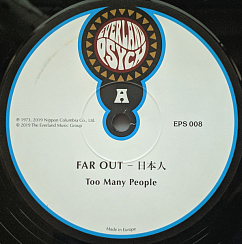 EVERLAND
PSYCH
A
℗ 1973, 2019 Nippon Columbia Co., Ltd.
© 2019 The Everland Music Group
EPS 008
FAR OUT – 日本人
Too Many People
Made in Europe